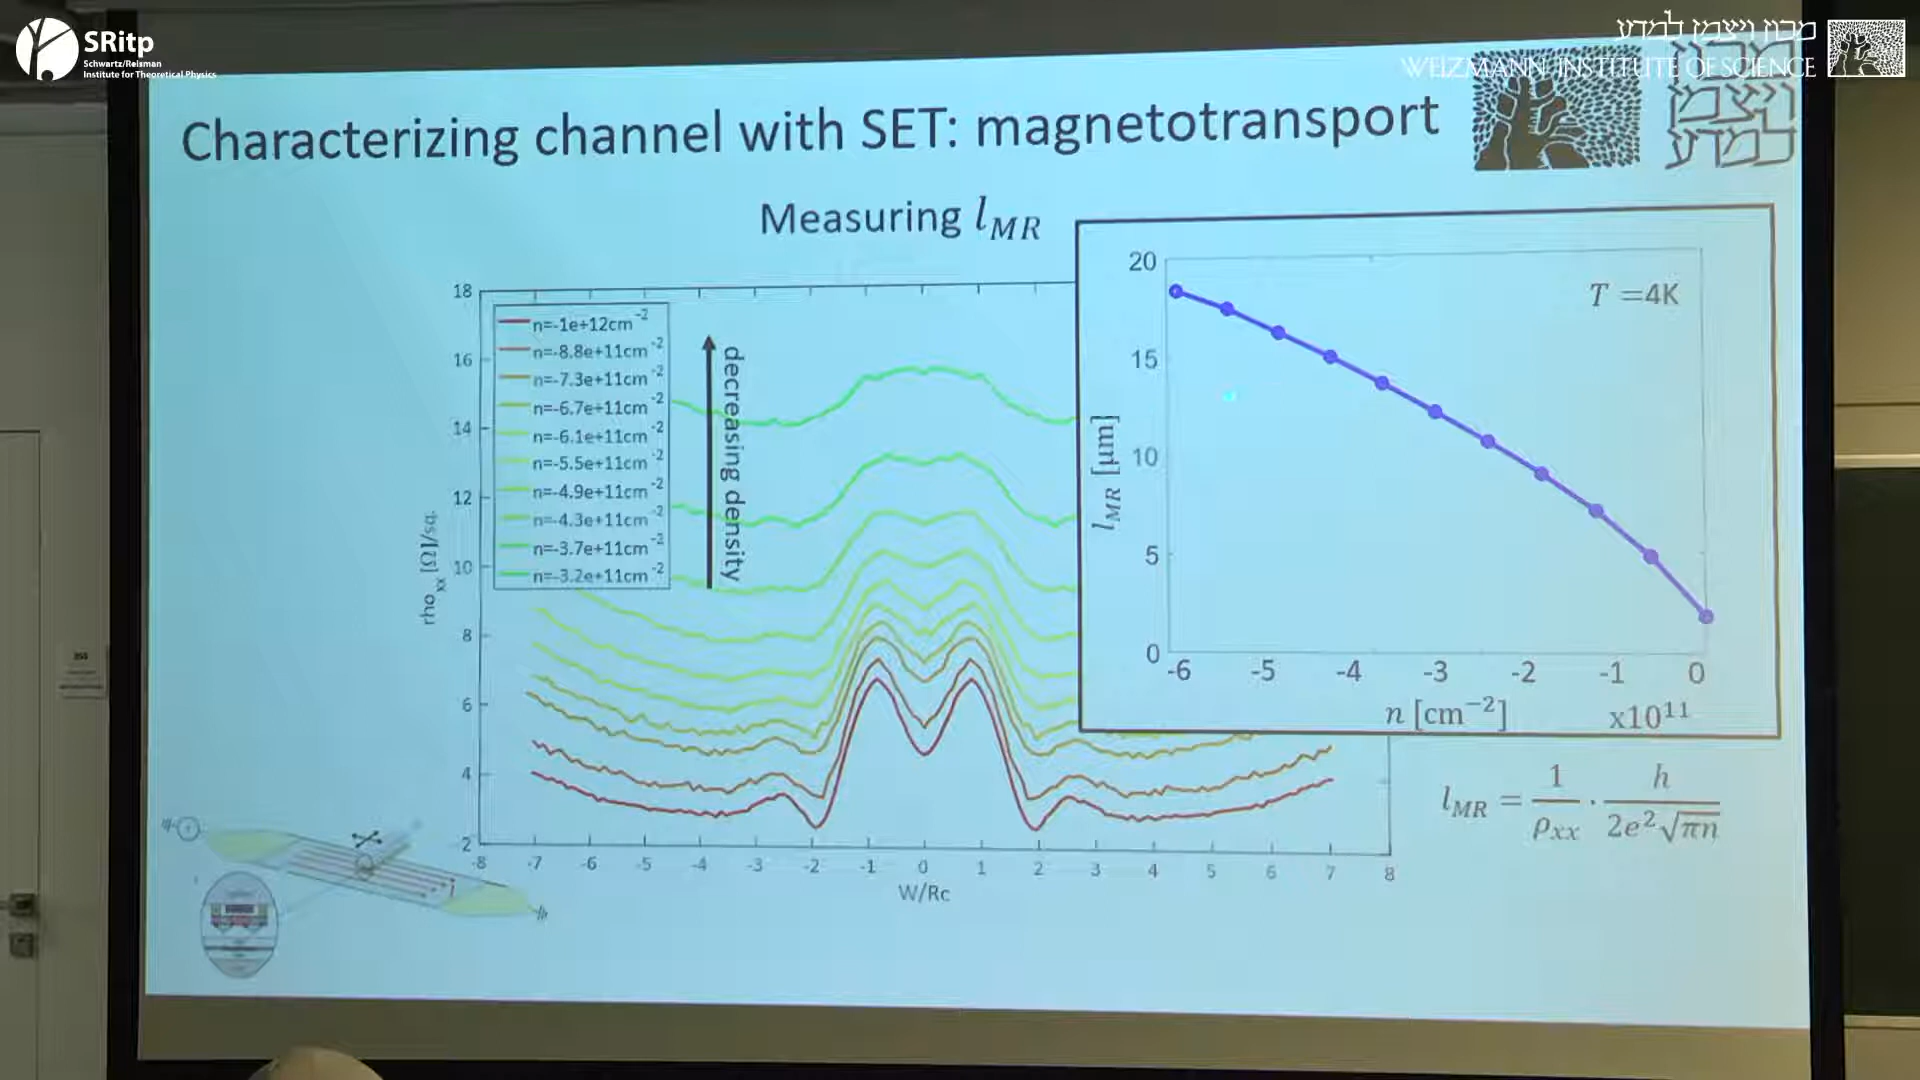 SRitp
Schwartz/Reisman
Institute for Theoretical Physics
מכון ויצמן למדע
WEIZMANN INSTITUTE OF SCIENCE
Characterizing channel with SET: magnetotransport
Measuring l_MR
18
16
14
12
10
8
6
4
2
rho_xx [Ω]/sq.
n=-1e+12cm^-2
n=-8.8e+11cm^-2
n=-7.3e+11cm^-2
n=-6.7e+11cm^-2
n=-6.1e+11cm^-2
n=-5.5e+11cm^-2
n=-4.9e+11cm^-2
n=-4.3e+11cm^-2
n=-3.7e+11cm^-2
n=-3.2e+11cm^-2
decreasing density
-8 -7 -6 -5 -4 -3 -2 -1 0 1 2 3 4 5 6 7 8
W/Rc
20
15
10
5
0
l_MR [μm]
T =4K
-6 -5 -4 -3 -2 -1 0
n [cm⁻²] x10¹¹
l_MR = 1/ρ_xx · h/2e²√πn